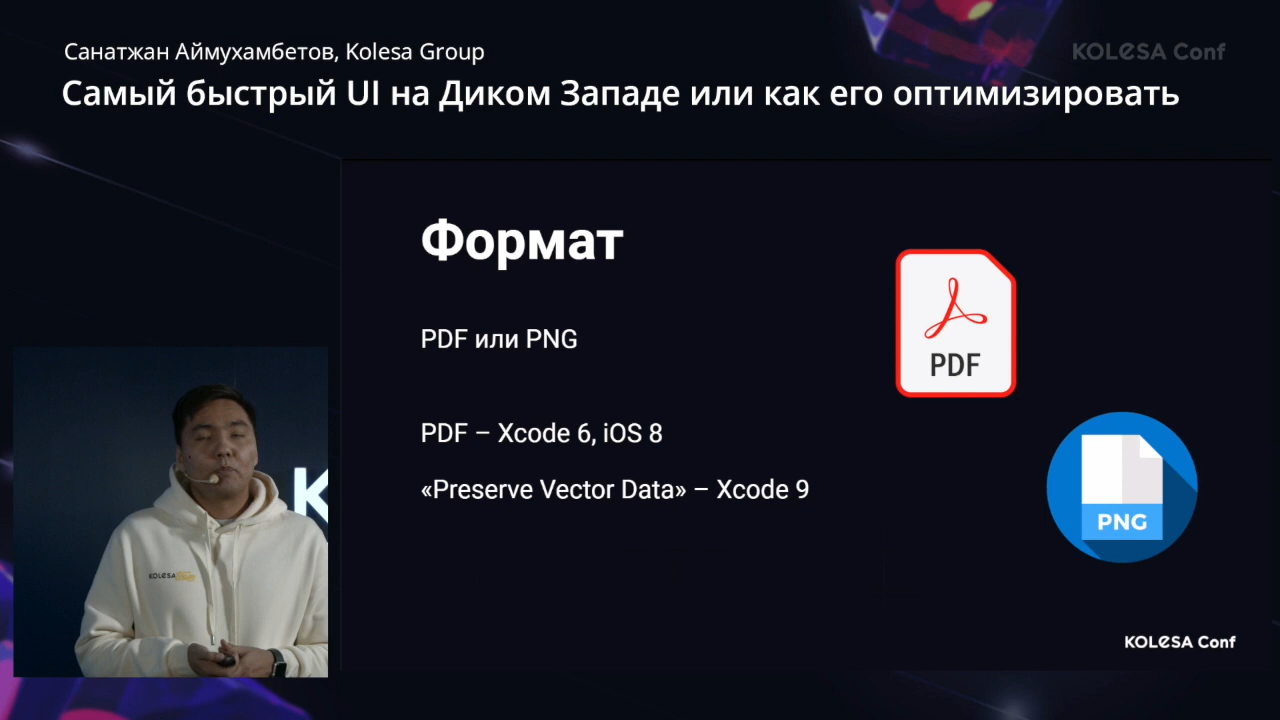 Санатжан Аймухамбетов, Kolesa Group
KOLESA Conf
Самый быстрый UI на Диком Западе или как его оптимизировать
Формат
PDF или PNG
PDF
PDF – Xcode 6, iOS 8
«Preserve Vector Data» – Xcode 9
PNG
K
KOLESA
KOLESA Conf